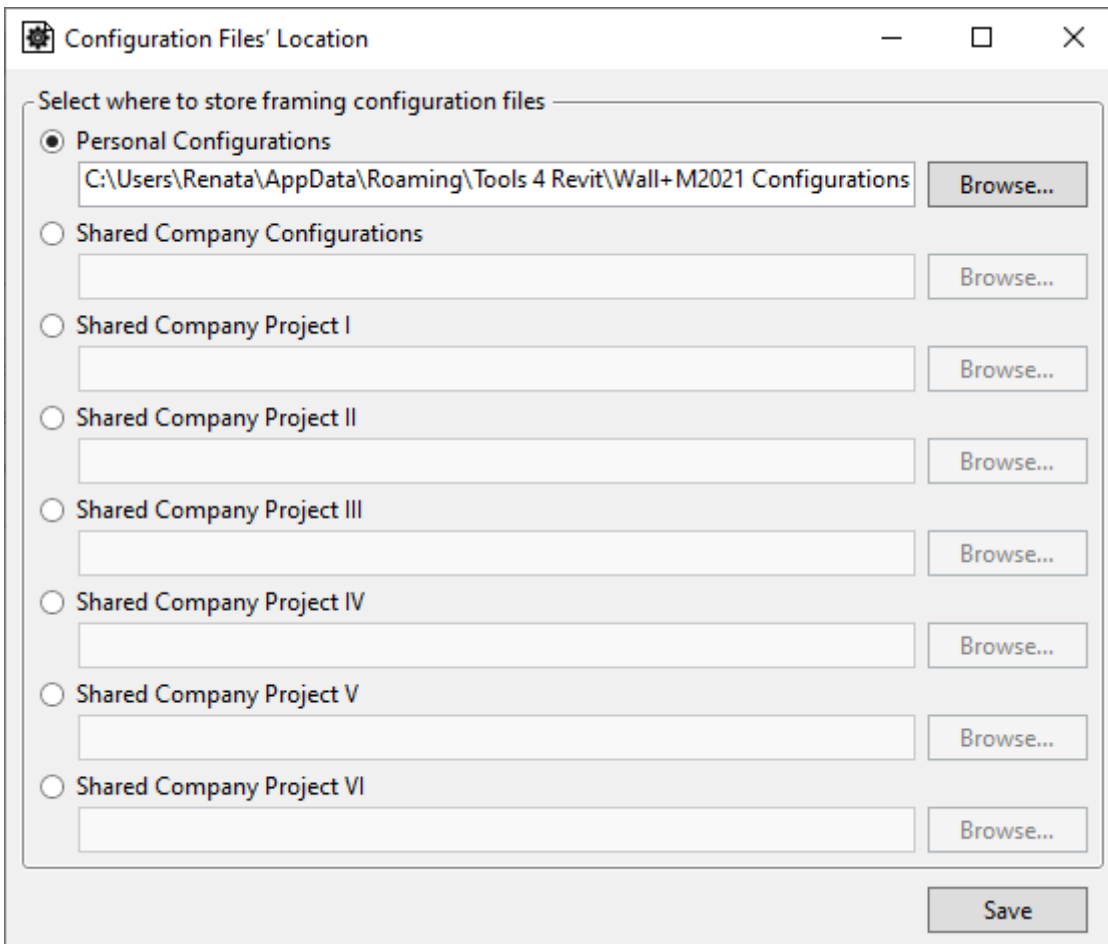 Configuration Files’ Location
Select where to store framing configuration files
Personal Configurations
C:\Users\Renata\AppData\Roaming\Tools 4 Revit\Wall+M2021 Configurations Browse...
Shared Company Configurations
Browse...
Shared Company Project I
Browse...
Shared Company Project II
Browse...
Shared Company Project III
Browse...
Shared Company Project IV
Browse...
Shared Company Project V
Browse...
Shared Company Project VI
Browse...
Save